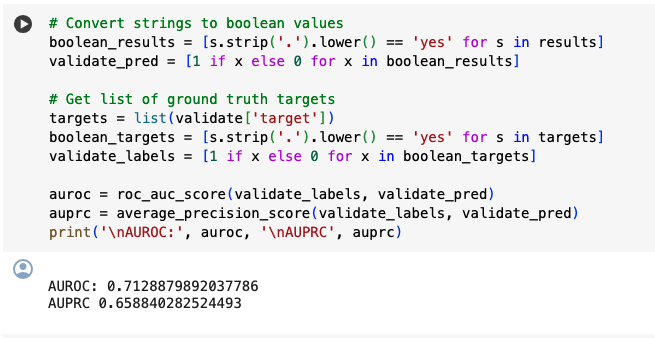 # Convert strings to boolean values
boolean_results = [s.strip('.').lower() == 'yes' for s in results]
validate_pred = [1 if x else 0 for x in boolean_results]
# Get list of ground truth targets
targets = list(validate['target'])
boolean_targets = [s.strip('.').lower() == 'yes' for s in targets]
validate_labels = [1 if x else 0 for x in boolean_targets]
auroc = roc_auc_score(validate_labels, validate_pred)
auprc = average_precision_score(validate_labels, validate_pred)
print('\nAUROC:', auroc, '\nAUPRC', auprc)
AUROC: 0.7128879892037786
AUPRC 0.658840282524493